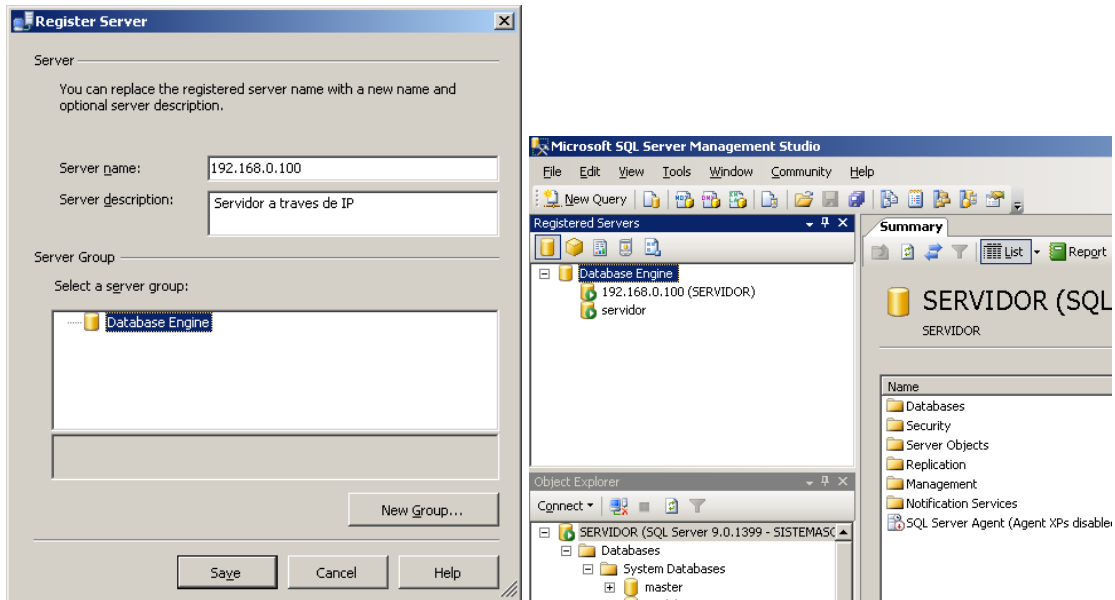 Register Server
Server
You can replace the registered server name with a new name and
optional server description.
Server name:
192.168.0.100
Server description:
Servidor a traves de IP
Server Group
Select a server group:
Database Engine
New Group...
Save
Cancel
Help
Microsoft SQL Server Management Studio
File Edit View Tools Window Community Help
New Query
Registered Servers
Database Engine
192.168.0.100 (SERVIDOR)
servidor
Object Explorer
Connect
SERVIDOR (SQL Server 9.0.1399 - SISTEMASC
Databases
System Databases
master
Summary
List
Report
SERVIDOR (SQL
SERVIDOR
Name
Databases
Security
Server Objects
Replication
Management
Notification Services
SQL Server Agent (Agent XPs disable